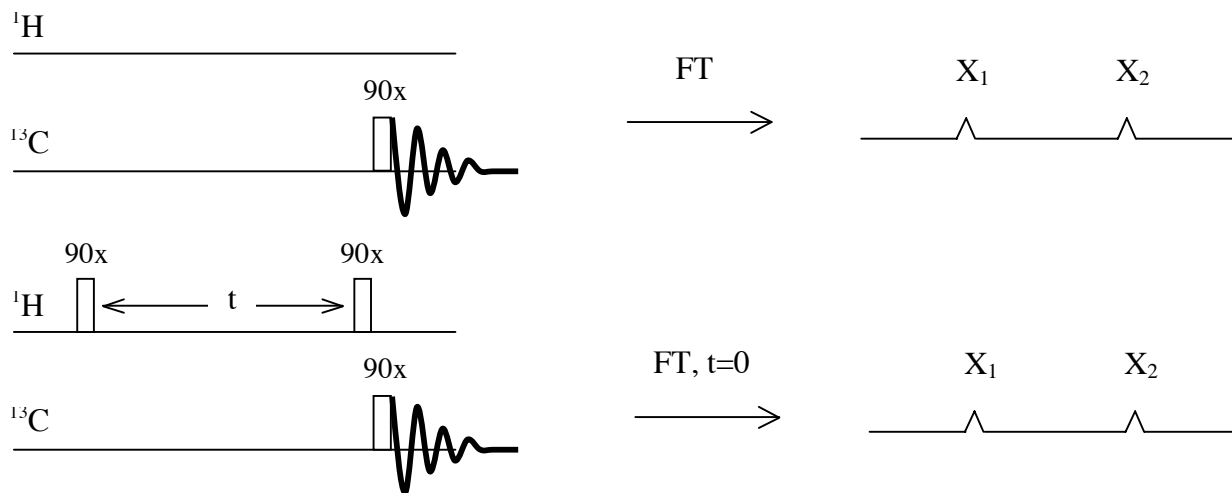 ¹H
FT
X₁ X₂
90x
¹³C
90x 90x
¹H
t
FT, t=0
X₁ X₂
90x
¹³C